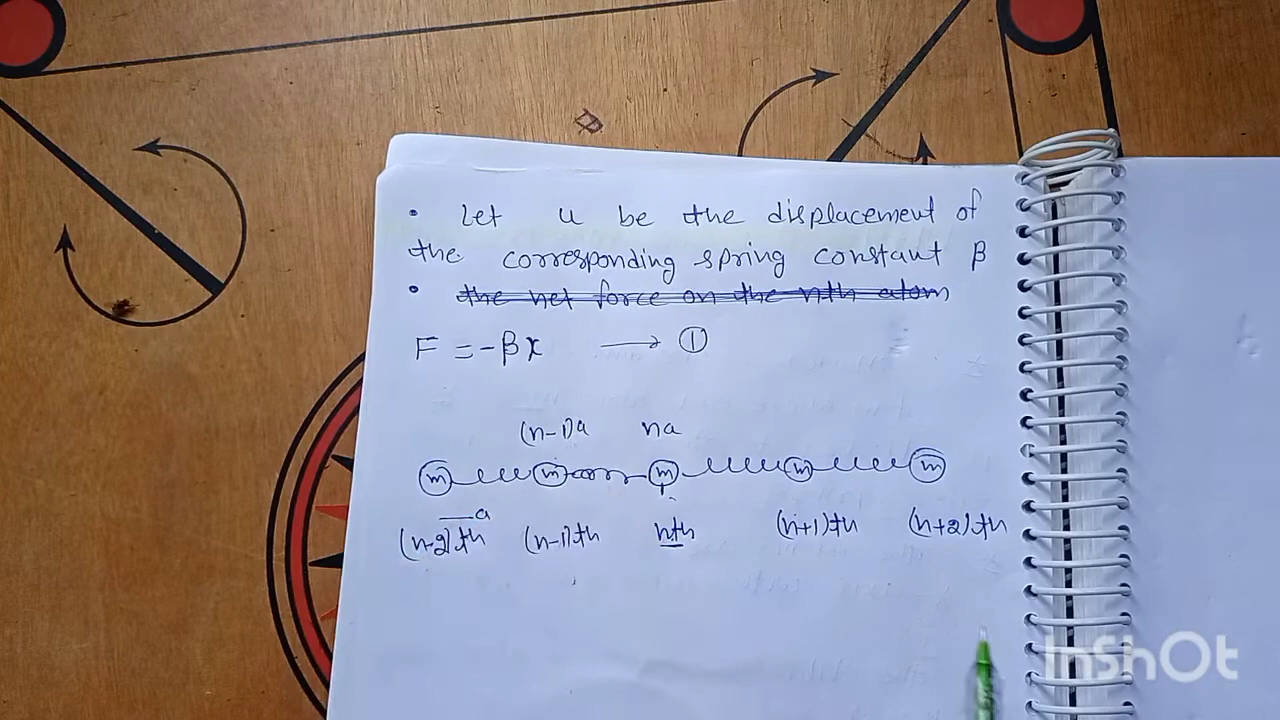 • Let u be the displacement of
the corresponding spring constant β
• the net force on the nth atom
F = -βx → ①
(n-1)a na
m m m m m
a
(n-2)th (n-1)th nth (n+1)th (n+2)th
InShOt